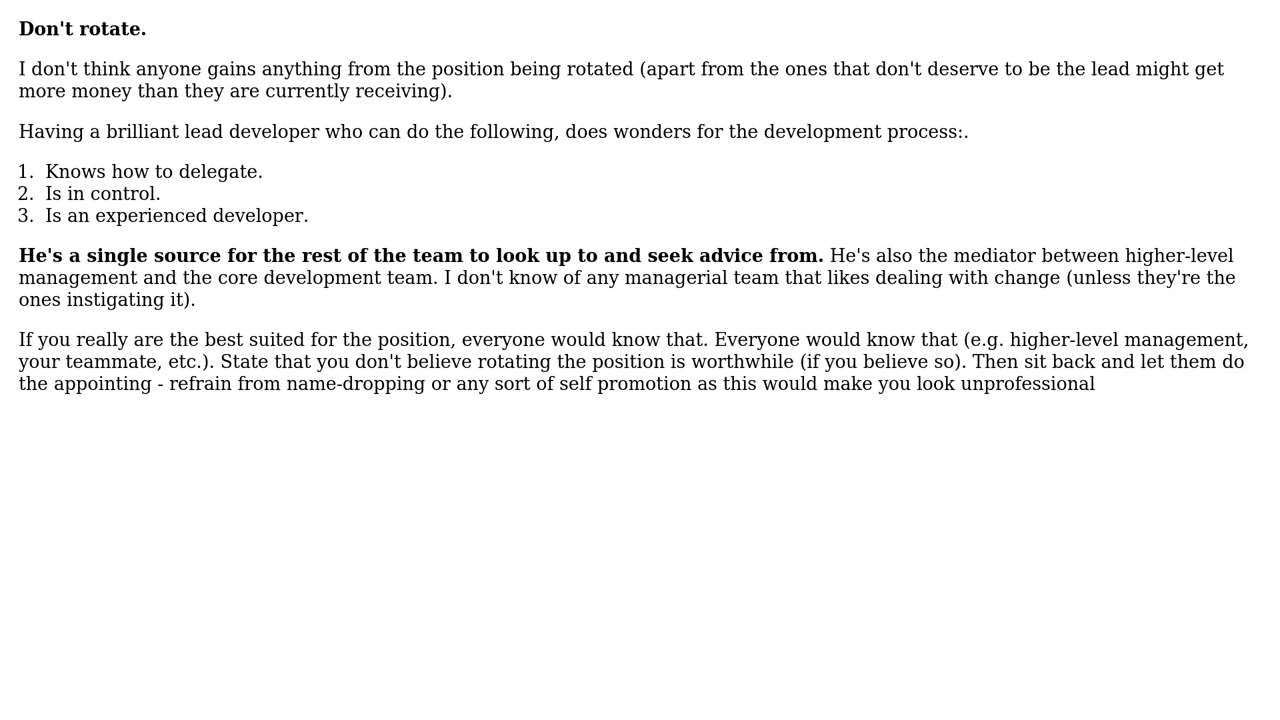 Don't rotate.
I don't think anyone gains anything from the position being rotated (apart from the ones that don't deserve to be the lead might get
more money than they are currently receiving).
Having a brilliant lead developer who can do the following, does wonders for the development process:.
1. Knows how to delegate.
2. Is in control.
3. Is an experienced developer.
He's a single source for the rest of the team to look up to and seek advice from. He's also the mediator between higher-level
management and the core development team. I don't know of any managerial team that likes dealing with change (unless they're the
ones instigating it).
If you really are the best suited for the position, everyone would know that. Everyone would know that (e.g. higher-level management,
your teammate, etc.). State that you don't believe rotating the position is worthwhile (if you believe so). Then sit back and let them do
the appointing - refrain from name-dropping or any sort of self promotion as this would make you look unprofessional